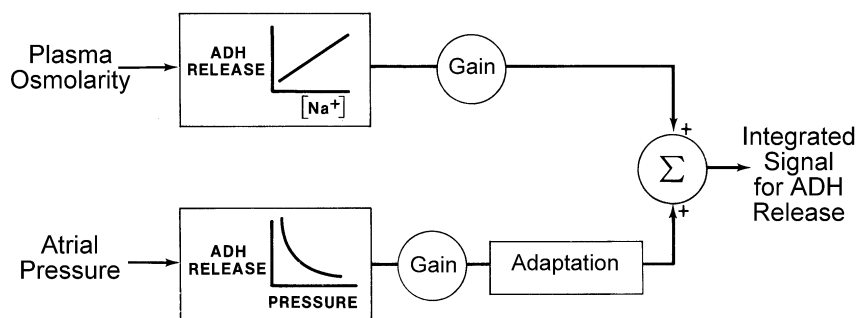 Plasma
Osmolarity
ADH
RELEASE
[Na+]
Gain
+
Σ
+
Integrated
Signal
for ADH
Release
Atrial
Pressure
ADH
RELEASE
PRESSURE
Gain
Adaptation